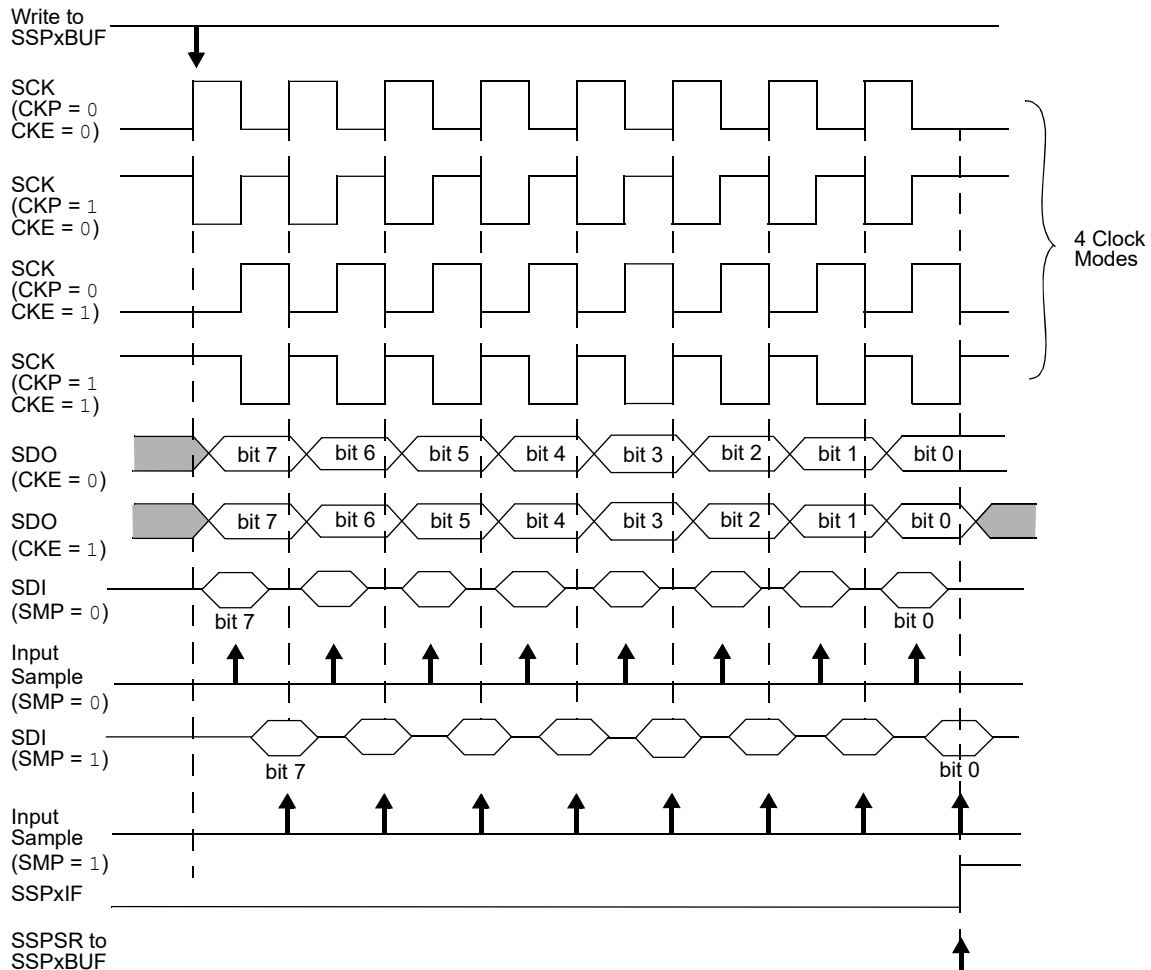 Write to
SSPxBUF
SCK
(CKP = 0
CKE = 0)
SCK
(CKP = 1
CKE = 0)
SCK
(CKP = 0
CKE = 1)
SCK
(CKP = 1
CKE = 1)
4 Clock
Modes
SDO
(CKE = 0)
bit 7 bit 6 bit 5 bit 4 bit 3 bit 2 bit 1 bit 0
SDO
(CKE = 1)
bit 7 bit 6 bit 5 bit 4 bit 3 bit 2 bit 1 bit 0
SDI
(SMP = 0)
bit 7 bit 0
Input
Sample
(SMP = 0)
SDI
(SMP = 1)
bit 7 bit 0
Input
Sample
(SMP = 1)
SSPxIF
SSPSR to
SSPxBUF